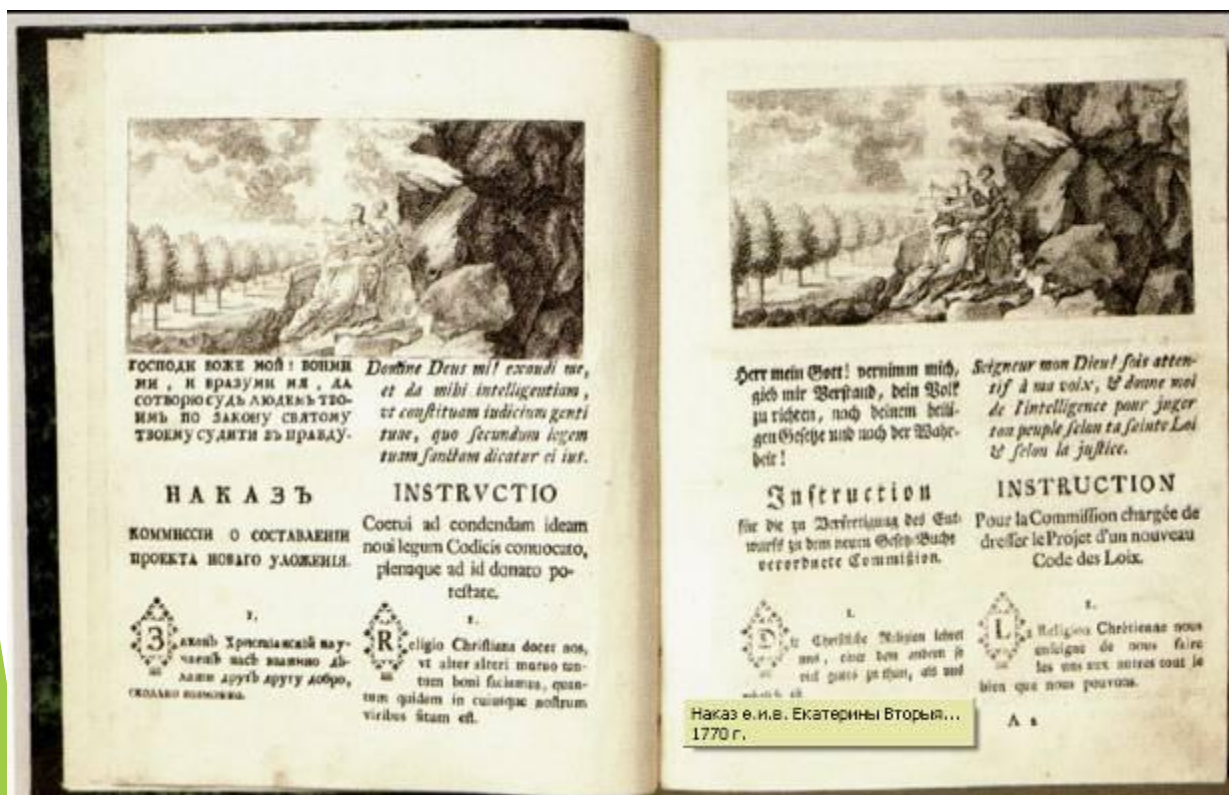 ГОСПОДИ БОЖЕ МОЙ! ВОНМИ
МИ, И ВРАЗУМИ МЯ, ДА
СОТВОРЮ СУДЪ ЛЮДЕМЪ ТВО-
ИМЪ ПО ЗАКОНУ СВЯТОМУ
ТВОЕМУ СУДИТИ ВЪ ПРАВДУ.
НАКАЗЪ
КОММИССІИ О СОСТАВЛЕНІИ
ПРОЕКТА НОВАГО УЛОЖЕНІЯ.
1.
Законъ Христіанскій нау-
чаетъ насъ взаимно дѣ-
лати другъ другу добро,
сколько возможно.
Domine Deus mi! exaudi me,
et da mihi intelligentiam,
vt conſtituam iudicium genti
tuae, quo ſecundum legem
tuam ſanctam dicatur ei ius.
INSTRVCTIO
Coetui ad condendam ideam
noui legum Codicis conuocato,
plenaque ad id donato po-
teſtate.
1.
Religio Chriſtiana docet nos,
vt alter alteri mutuo tan-
tum boni faciamus, quan-
tum quidem in cuiusque noſtrum
viribus ſitum eſt.
Herr mein Gott! vernimm mich,
gieb mir Verſtand, dein Volk
zu richten, nach deinem heili-
gen Geſetze und nach der Wahr-
heit!
Inſtruction
für die zu Verfertigung des Ent-
wurfs zu dem neuen Geſetz-Buche
verordnete Commißion.
1.
Die Chriſtliche Religion lehret
uns, einer dem andern ſo
viel gutes zu thun, als nur
Seigneur mon Dieu! ſois atten-
tif à ma voix, & donne moi
de l'intelligence pour juger
ton peuple ſelon ta ſainte Loi
& ſelon la juſtice.
INSTRUCTION
Pour la Commiſſion chargée de
dreſſer le Projet d'un nouveau
Code des Loix.
1.
La Religion Chrétienne nous
enſeigne de nous faire
les uns aux autres tout le
bien que nous pouvons.
A 2
Наказ е.и.в. Екатерины Вторыя...
1770 г.